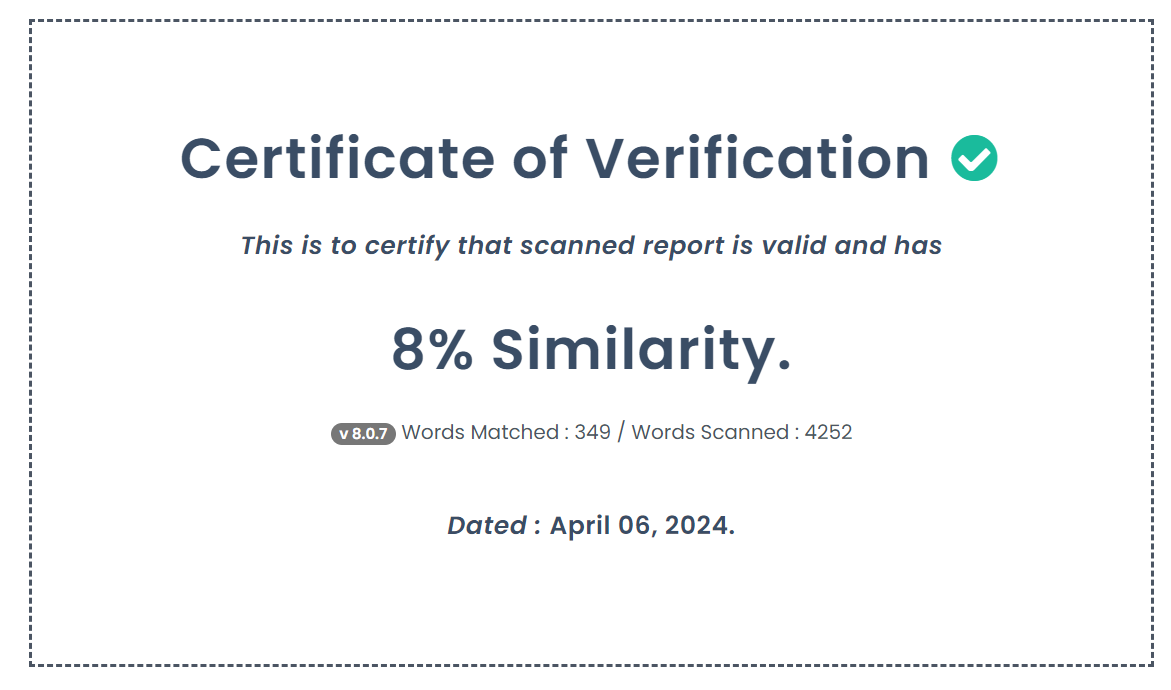 Certificate of Verification
This is to certify that scanned report is valid and has
8% Similarity.
v 8.0.7 Words Matched : 349 / Words Scanned : 4252
Dated : April 06, 2024.